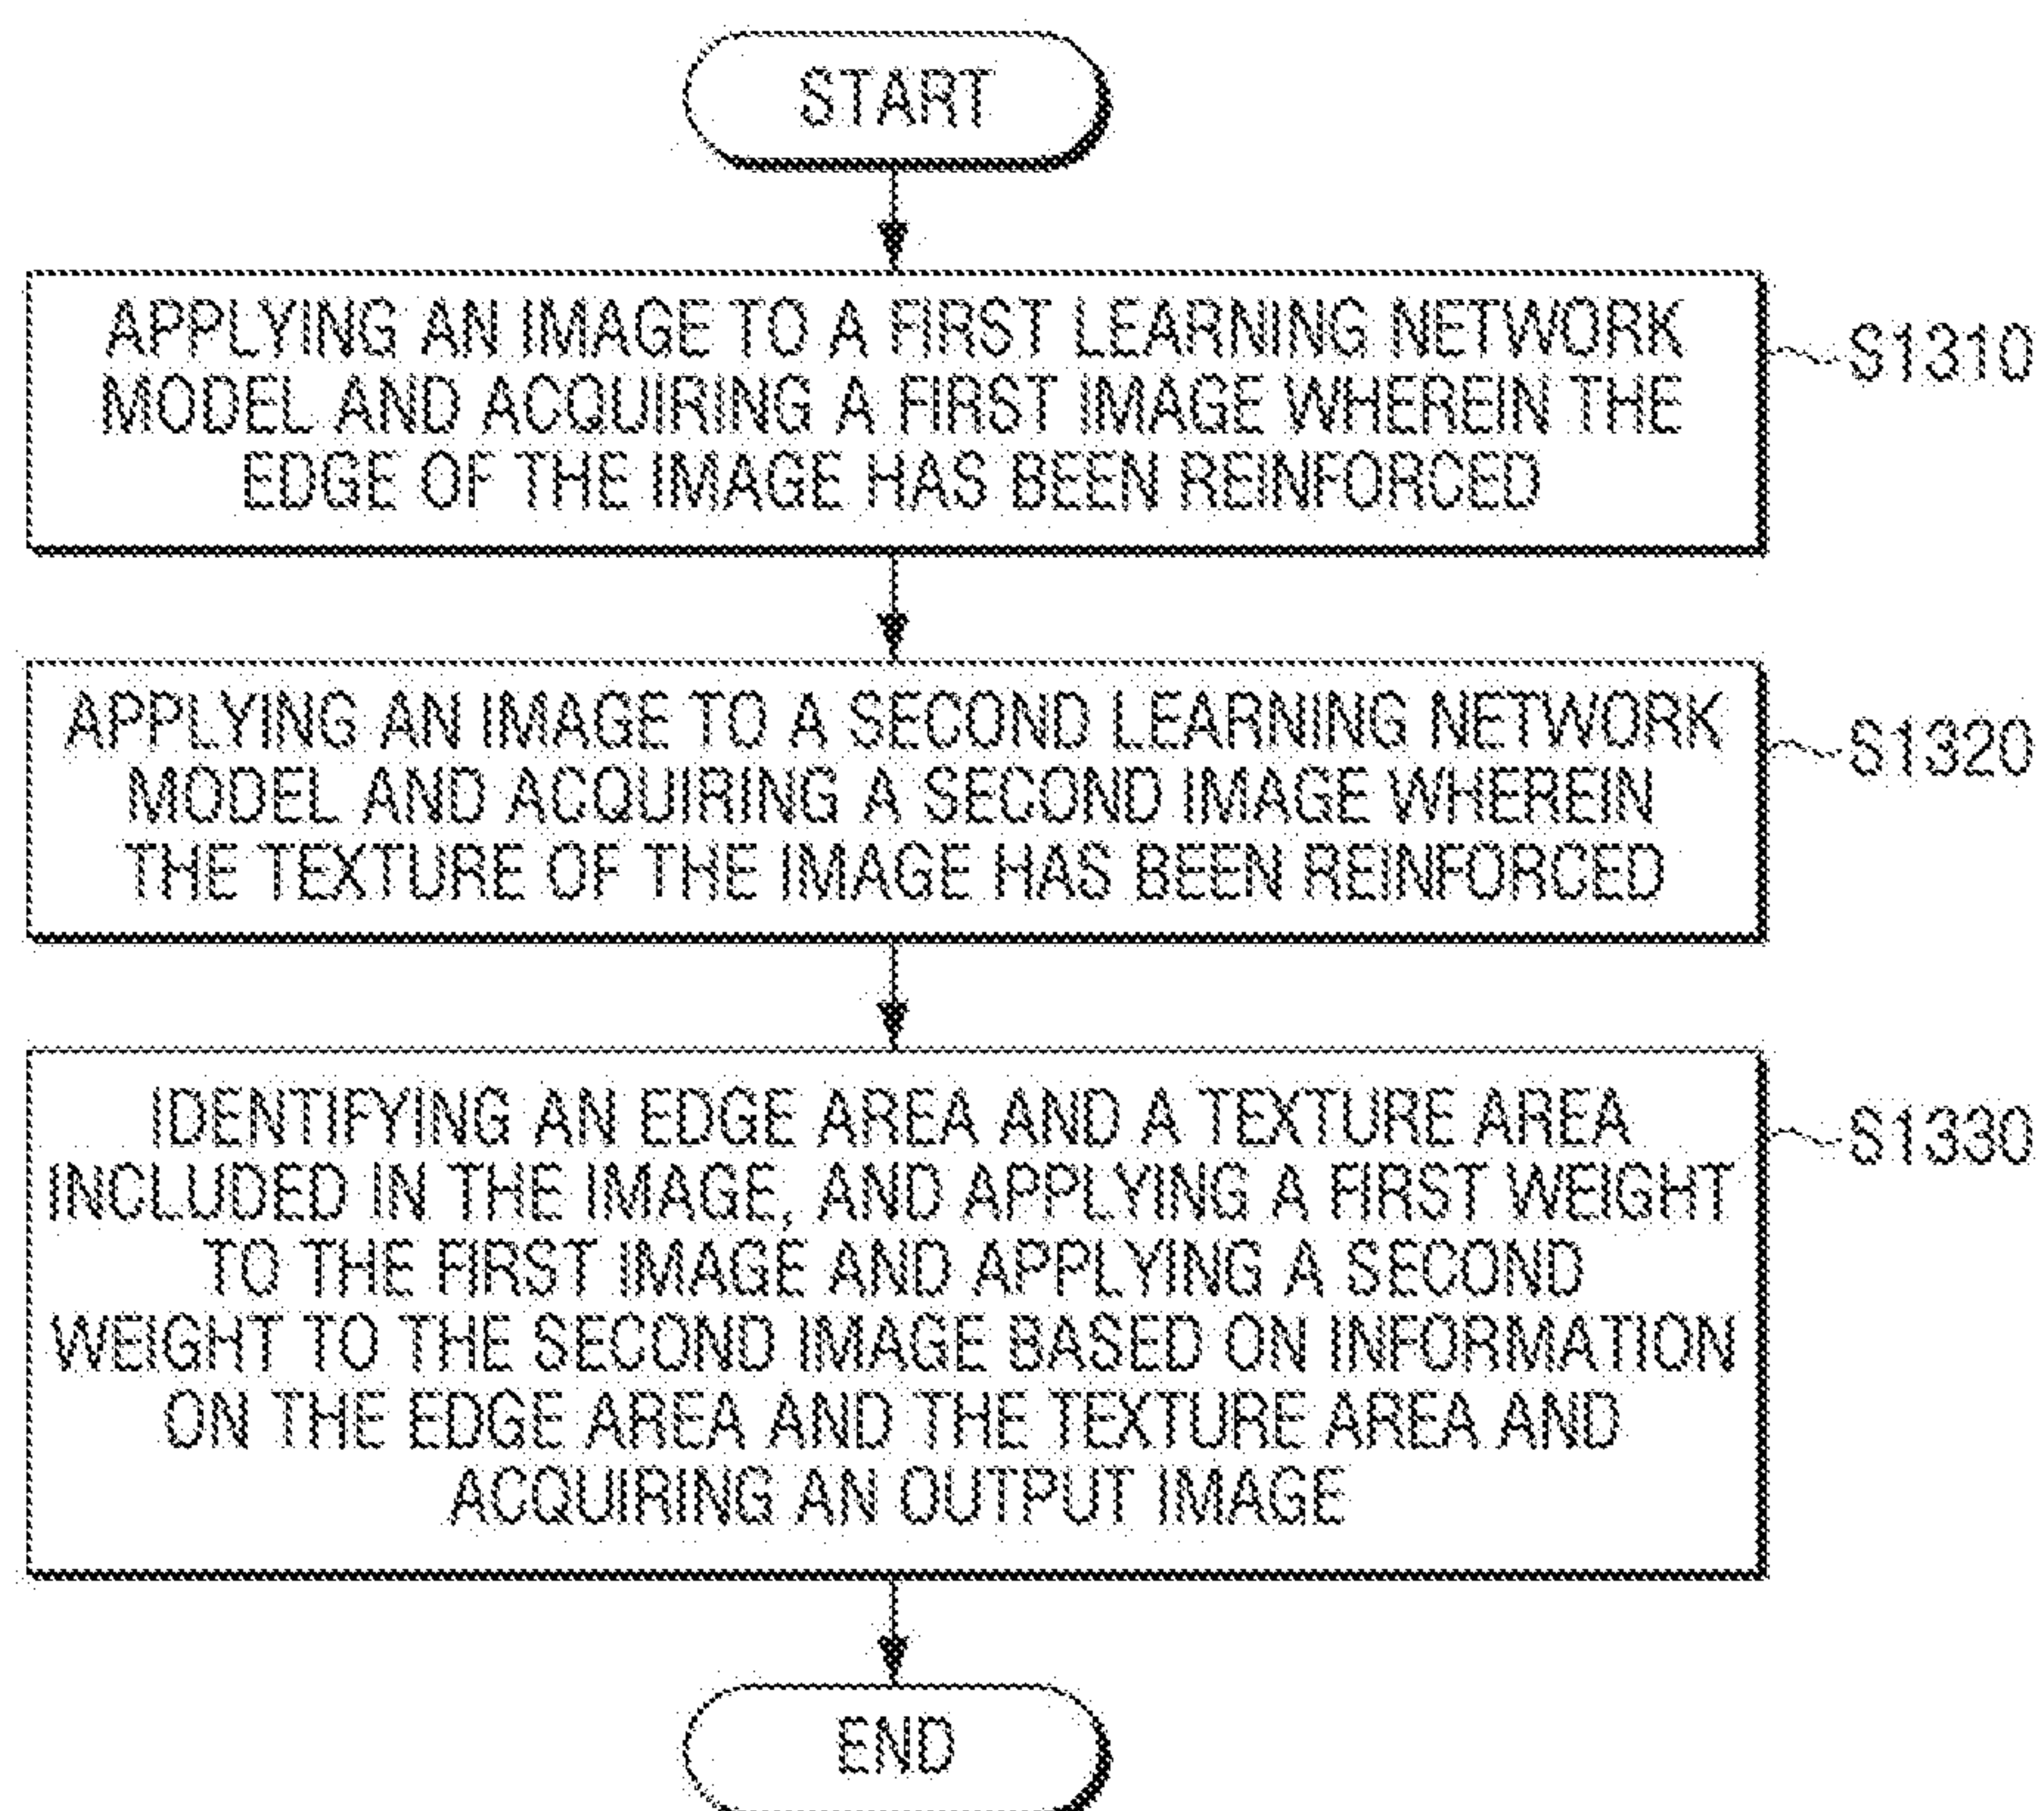 START
APPLYING AN IMAGE TO A FIRST LEARNING NETWORK
MODEL AND ACQUIRING A FIRST IMAGE WHEREIN THE
EDGE OF THE IMAGE HAS BEEN REINFORCED
S1310
APPLYING AN IMAGE TO A SECOND LEARNING NETWORK
MODEL AND ACQUIRING A SECOND IMAGE WHEREIN
THE TEXTURE OF THE IMAGE HAS BEEN REINFORCED
S1320
IDENTIFYING AN EDGE AREA AND A TEXTURE AREA
INCLUDED IN THE IMAGE, AND APPLYING A FIRST WEIGHT
TO THE FIRST IMAGE AND APPLYING A SECOND
WEIGHT TO THE SECOND IMAGE BASED ON INFORMATION
ON THE EDGE AREA AND THE TEXTURE AREA AND
ACQUIRING AN OUTPUT IMAGE
S1330
END